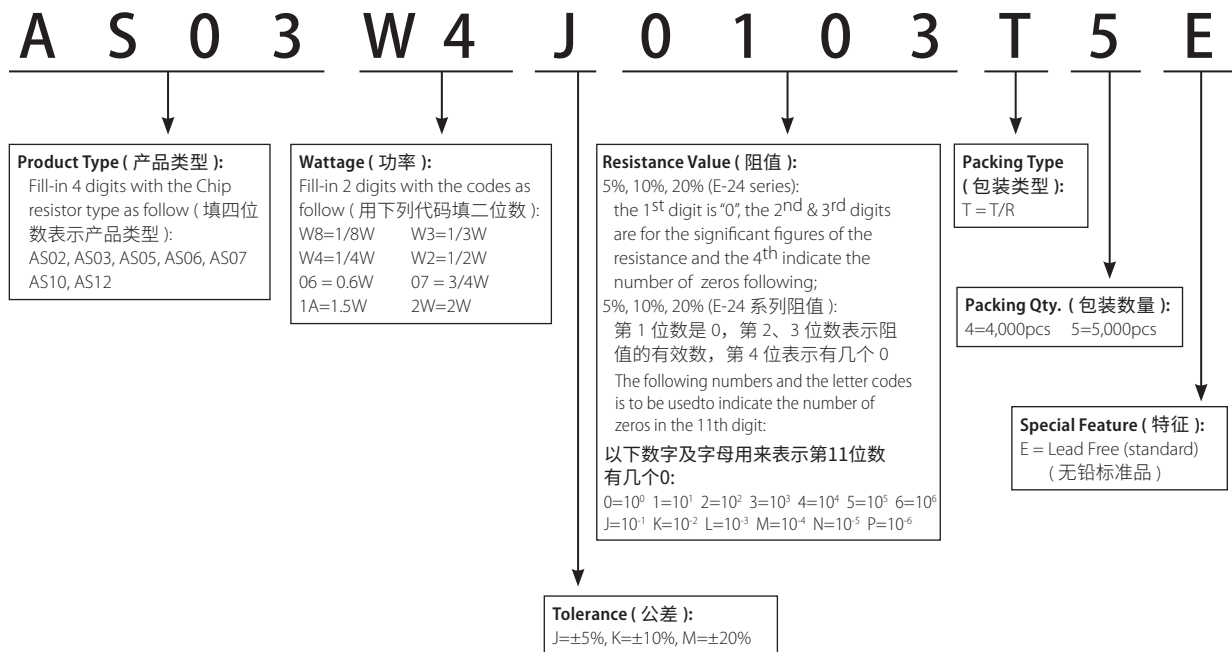 A S 0 3 W 4 J 0 1 0 3 T 5 E
Product Type ( 产品类型 ):
Fill-in 4 digits with the Chip
resistor type as follow ( 填四位
数表示产品类型 ):
AS02, AS03, AS05, AS06, AS07
AS10, AS12
Wattage ( 功率 ):
Fill-in 2 digits with the codes as
follow ( 用下列代码填二位数 ):
W8=1/8W W3=1/3W
W4=1/4W W2=1/2W
06 = 0.6W 07 = 3/4W
1A=1.5W 2W=2W
Resistance Value ( 阻值 ):
5%, 10%, 20% (E-24 series):
the 1st digit is “0”, the 2nd & 3rd digits
are for the significant figures of the
resistance and the 4th indicate the
number of zeros following;
5%, 10%, 20% (E-24 系列阻值 ):
第 1 位数是 0，第 2、3 位数表示阻
值的有效数，第 4 位表示有几个 0
The following numbers and the letter codes
is to be usedto indicate the number of
zeros in the 11th digit:
以下数字及字母用来表示第11位数
有几个0:
0=10⁰ 1=10¹ 2=10² 3=10³ 4=10⁴ 5=10⁵ 6=10⁶
J=10⁻¹ K=10⁻² L=10⁻³ M=10⁻⁴ N=10⁻⁵ P=10⁻⁶
Packing Type
( 包装类型 ):
T = T/R
Packing Qty. ( 包装数量 ):
4=4,000pcs 5=5,000pcs
Special Feature ( 特征 ):
E = Lead Free (standard)
( 无铅标准品 )
Tolerance ( 公差 ):
J=±5%, K=±10%, M=±20%